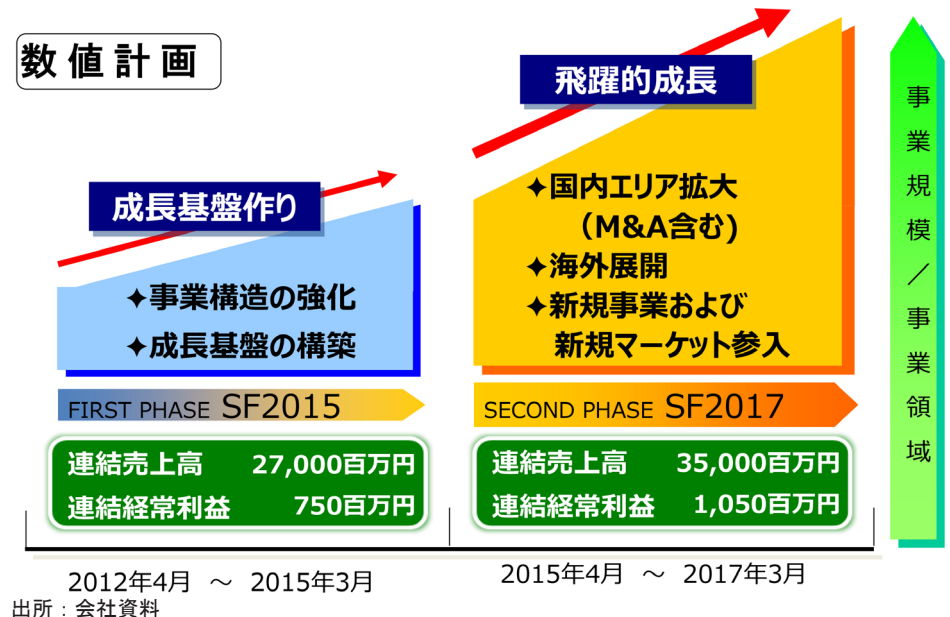 数値計画
飛躍的成長
成長基盤作り
✦事業構造の強化
✦成長基盤の構築
✦国内エリア拡大
（M&A含む)
✦海外展開
✦新規事業および
新規マーケット参入
事業規模／事業領域
FIRST PHASE SF2015
SECOND PHASE SF2017
連結売上高 27,000百万円
連結経常利益 750百万円
連結売上高 35,000百万円
連結経常利益 1,050百万円
2012年4月 ～ 2015年3月
2015年4月 ～ 2017年3月
出所：会社資料